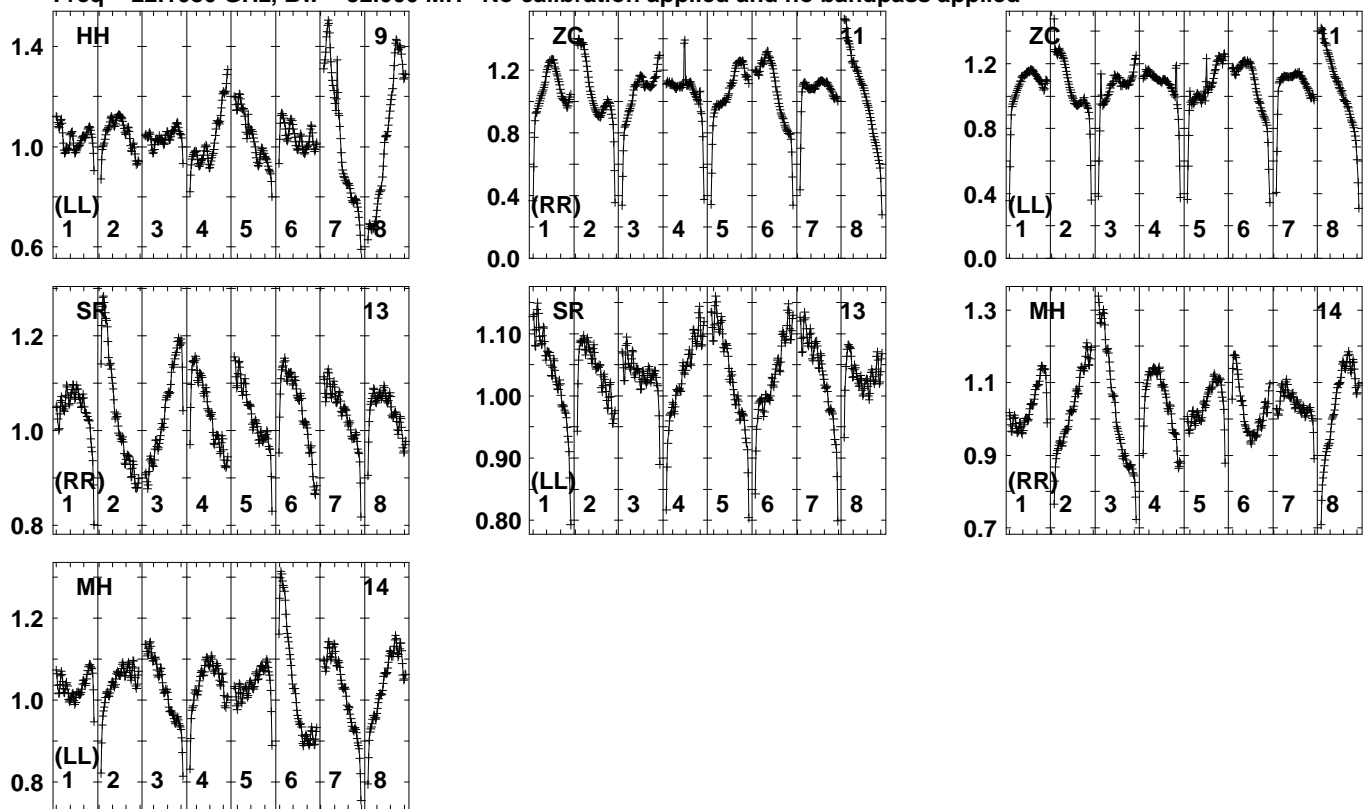 Freq = GHz, Bw = MH No calibration applied and no bandpass applied
HH 9
1.4
1.0
0.6
(LL)
1 2 3 4 5 6 7 8
ZC 11
1.2
0.8
0.4
0.0
(RR)
1 2 3 4 5 6 7 8
ZC 11
1.2
0.8
0.4
0.0
(LL)
1 2 3 4 5 6 7 8
SR 13
1.2
1.0
0.8
(RR)
1 2 3 4 5 6 7 8
SR 13
1.10
1.00
0.90
0.80
(LL)
1 2 3 4 5 6 7 8
MH 14
1.3
1.1
0.9
0.7
(RR)
1 2 3 4 5 6 7 8
MH 14
1.2
1.0
0.8
(LL)
1 2 3 4 5 6 7 8